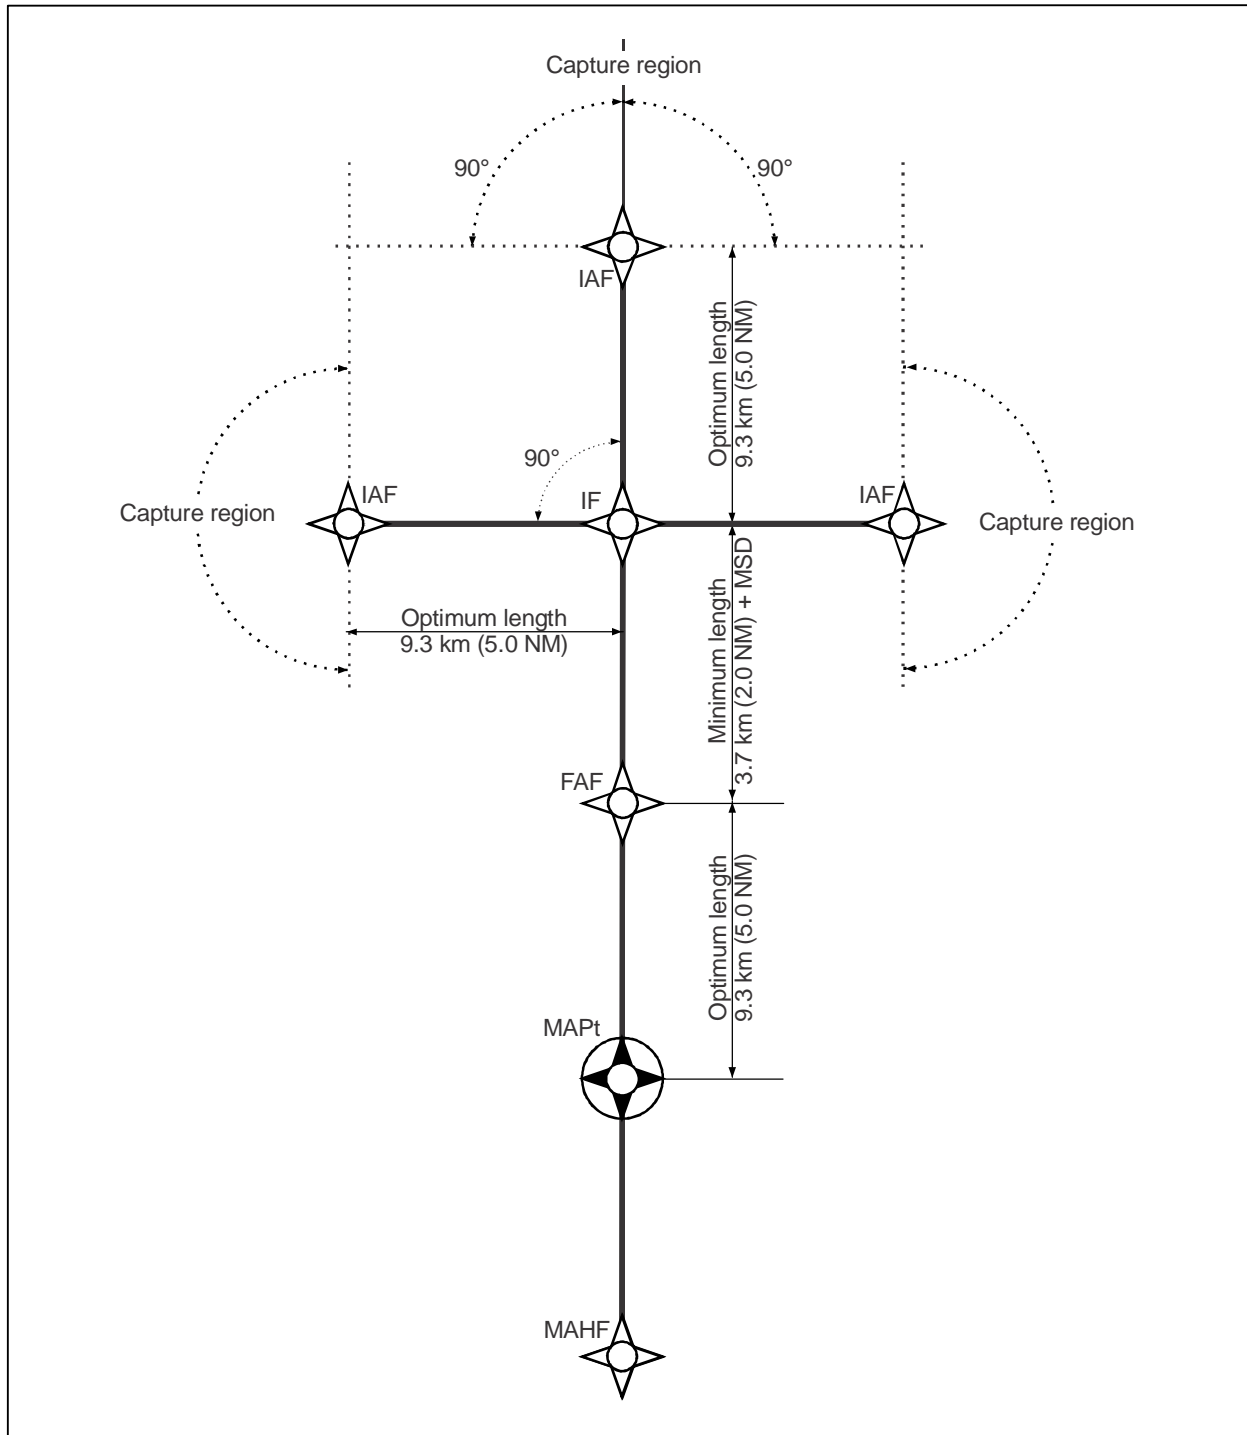 Capture region
90°
90°
IAF
Optimum length
9.3 km (5.0 NM)
90°
IAF
IF
IAF
Capture region
Capture region
Optimum length
9.3 km (5.0 NM)
Minimum length
3.7 km (2.0 NM) + MSD
FAF
Optimum length
9.3 km (5.0 NM)
MAPt
MAHF